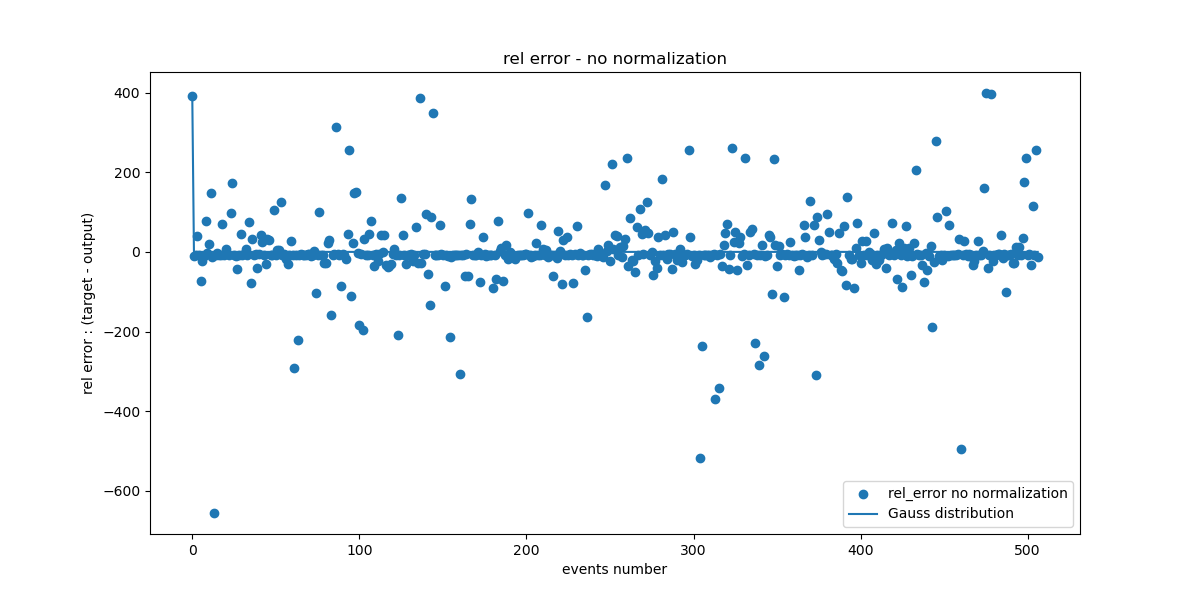 rel error - no normalization
rel error : (target - output)
400
200
0
−200
−400
−600
0
100
200
300
400
500
events number
rel_error no normalization
Gauss distribution